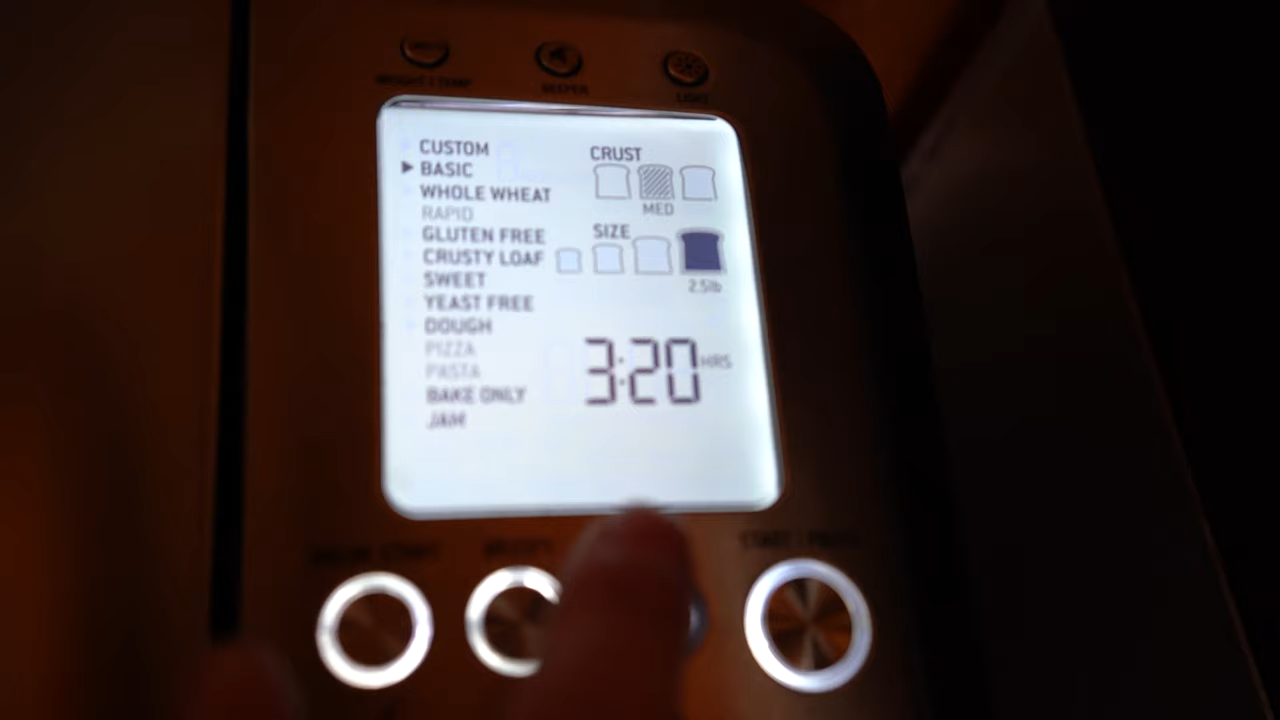 LIGHT
CUSTOM
BASIC
WHOLE WHEAT
RAPID
GLUTEN FREE
CRUSTY LOAF
SWEET
YEAST FREE
DOUGH
PIZZA
PASTA
BAKE ONLY
JAM
CRUST
MED
SIZE
2.5lb
3:20 HRS